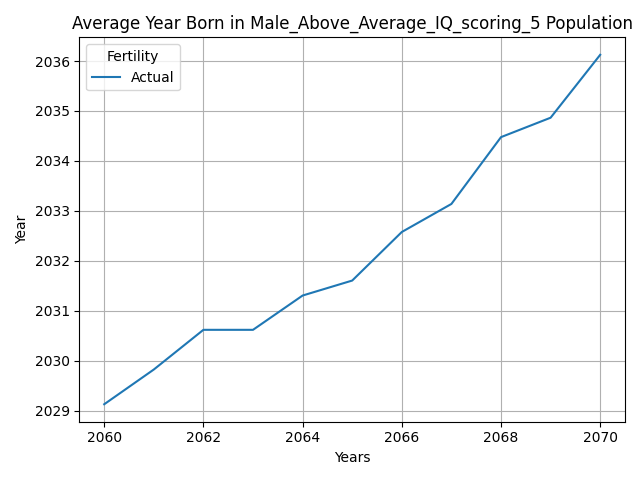 Average Year Born in Male_Above_Average_IQ_scoring_5 Population
Fertility
Actual
2036
2035
2034
2033
2032
2031
2030
2029
Year
2060 2062 2064 2066 2068 2070
Years